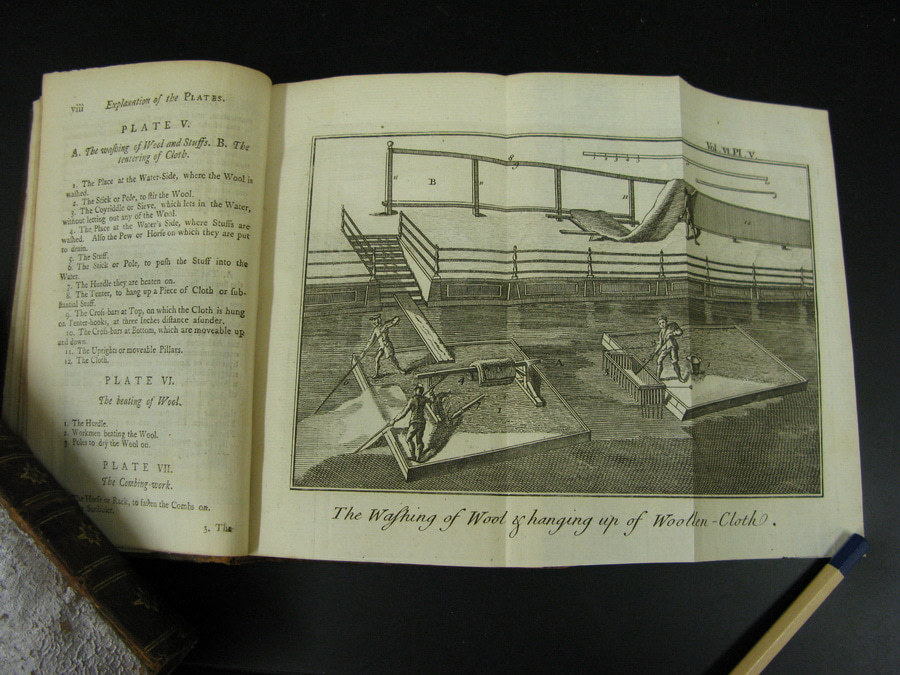 viii Explanation of the PLATES.
PLATE V.
A. The waſhing of Wool and Stuffs. B. The
tentering of Cloth.
1. The Place at the Water-Side, where the Wool is
waſhed.
2. The Stick or Pole, to ſtir the Wool.
3. The Coyriddle or Sieve, which lets in the Water,
without letting out any of the Wool.
4. The Place at the Water's Side, where Stuffs are
waſhed. Alſo the Pew or Horſe on which they are put
to drain.
5. The Stuff.
6. The Stick or Pole, to puſh the Stuff into the
Water.
7. The Hurdle they are beaten on.
8. The Tenter, to hang up a Piece of Cloth or ſub-
ſtantial Stuff.
9. The Croſs-bars at Top, on which the Cloth is hung
on Tenter-hooks, at three Inches diſtance aſunder.
10. The Croſs-bars at Bottom, which are moveable up
and down.
11. The Uprights or moveable Pillars.
12. The Cloth.
PLATE VI.
The beating of Wool.
1. The Hurdle.
2. Workmen beating the Wool.
3. Poles to dry the Wool on.
PLATE VII.
The Combing-work.
The Horſe or Rack, to faſten the Combs on.
3. The
Vol. VI. Pl. V.
B
The Waſhing of Wool & hanging up of Woollen-Cloth.